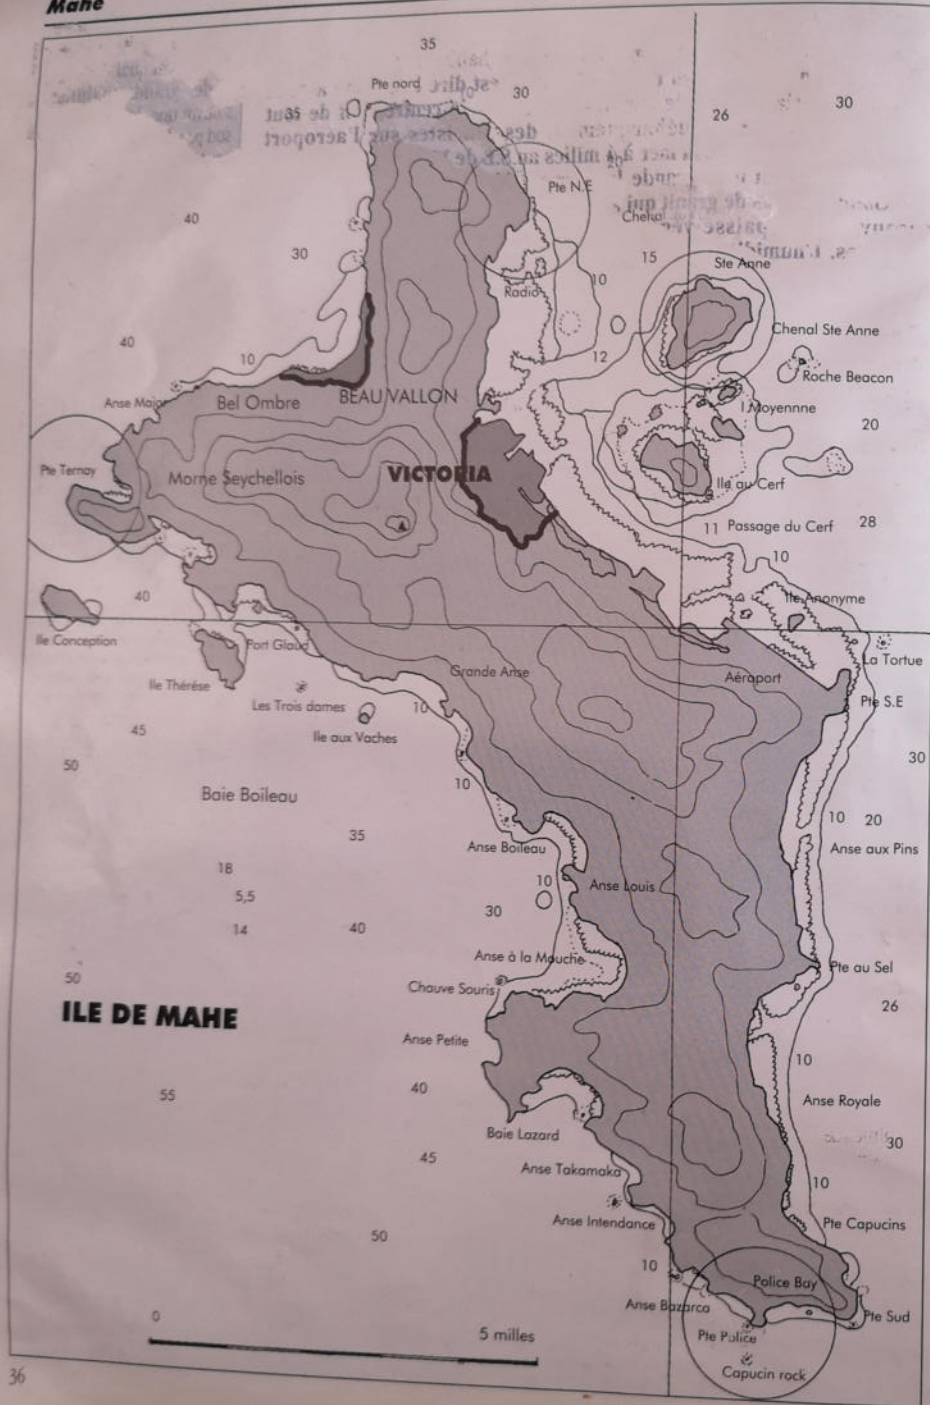 Mahe
35
Pte nord
30
35
26
30
20
Pte N.E
Chenal
40
30
15
Ste Anne
10
Radio
Chenal Ste Anne
40
12
10
Roche Beacon
BEAU VALLON
Anse Major
Bel Ombre
I Moyennne
20
Pte Ternay
Morne Seychellois
VICTORIA
Ile au Cerf
11
Passage du Cerf
28
10
40
Ile Anonyme
Ile Conception
Port Glaud
La Tortue
Grande Anse
Aéraport
Ile Thérèse
Pte S.E
Les Trois dames
10
45
Ile aux Vaches
30
50
10
Baie Boileau
10
20
35
Anse Boileau
Anse aux Pins
18
10
Anse Louis
5,5
30
14
40
Anse à la Mouche
Pte au Sel
50
Chauve Souris
26
ILE DE MAHE
Anse Petite
10
40
55
Anse Royale
Baie Lazard
30
45
Anse Takamaka
10
Anse Intendance
Pte Capucins
50
10
Police Bay
Anse Bazarca
Pte Sud
0
5 milles
Pte Police
Capucin rock
36